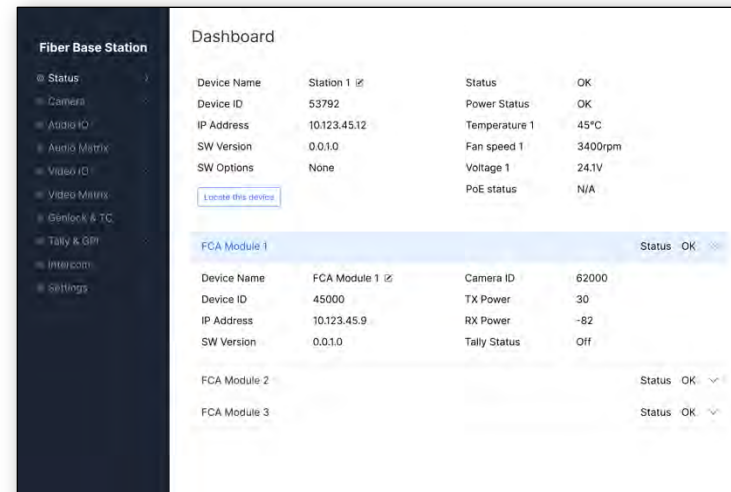 Fiber Base Station
Status
Camera
Audio IO
Audio Matrix
Video IO
Video Matrix
Genlock & TC
Tally & GPI
Intercom
Settings
Dashboard
Device Name Station 1 Status OK
Device ID 53792 Power Status OK
IP Address 10.123.45.12 Temperature 1 45°C
SW Version 0.0.1.0 Fan speed 1 3400rpm
SW Options None Voltage 1 24.1V
PoE status N/A
Locate this device
FCA Module 1 Status OK
Device Name FCA Module 1 Camera ID 62000
Device ID 45000 TX Power 30
IP Address 10.123.45.9 RX Power -82
SW Version 0.0.1.0 Tally Status Off
FCA Module 2 Status OK
FCA Module 3 Status OK